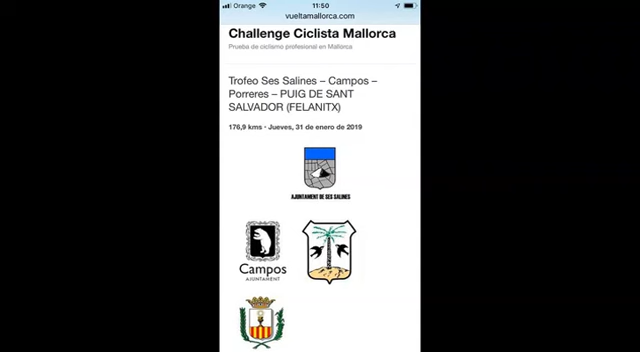 Orange 11:50
vueltamallorca.com
Challenge Ciclista Mallorca
Prueba de ciclismo profesional en Mallorca
Trofeo Ses Salines – Campos –
Porreres – PUIG DE SANT
SALVADOR (FELANITX)
176,9 kms - Jueves, 31 de enero de 2019
AJUNTAMENT DE SES SALINES
Campos
AJUNTAMENT